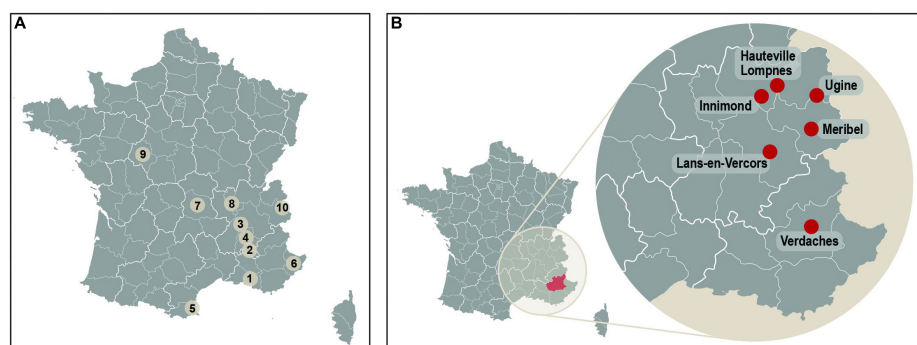 A
9
7
8
10
3
4
2
6
1
5
B
Hauteville
Lompnes
Ugine
Innimond
Meribel
Lans-en-Vercors
Verdaches